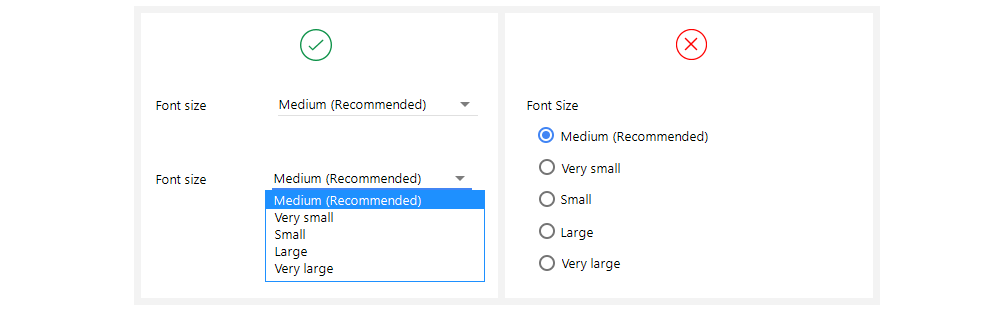 Font size
Medium (Recommended)
Font size
Medium (Recommended)
Medium (Recommended)
Very small
Small
Large
Very large
Font Size
Medium (Recommended)
Very small
Small
Large
Very large